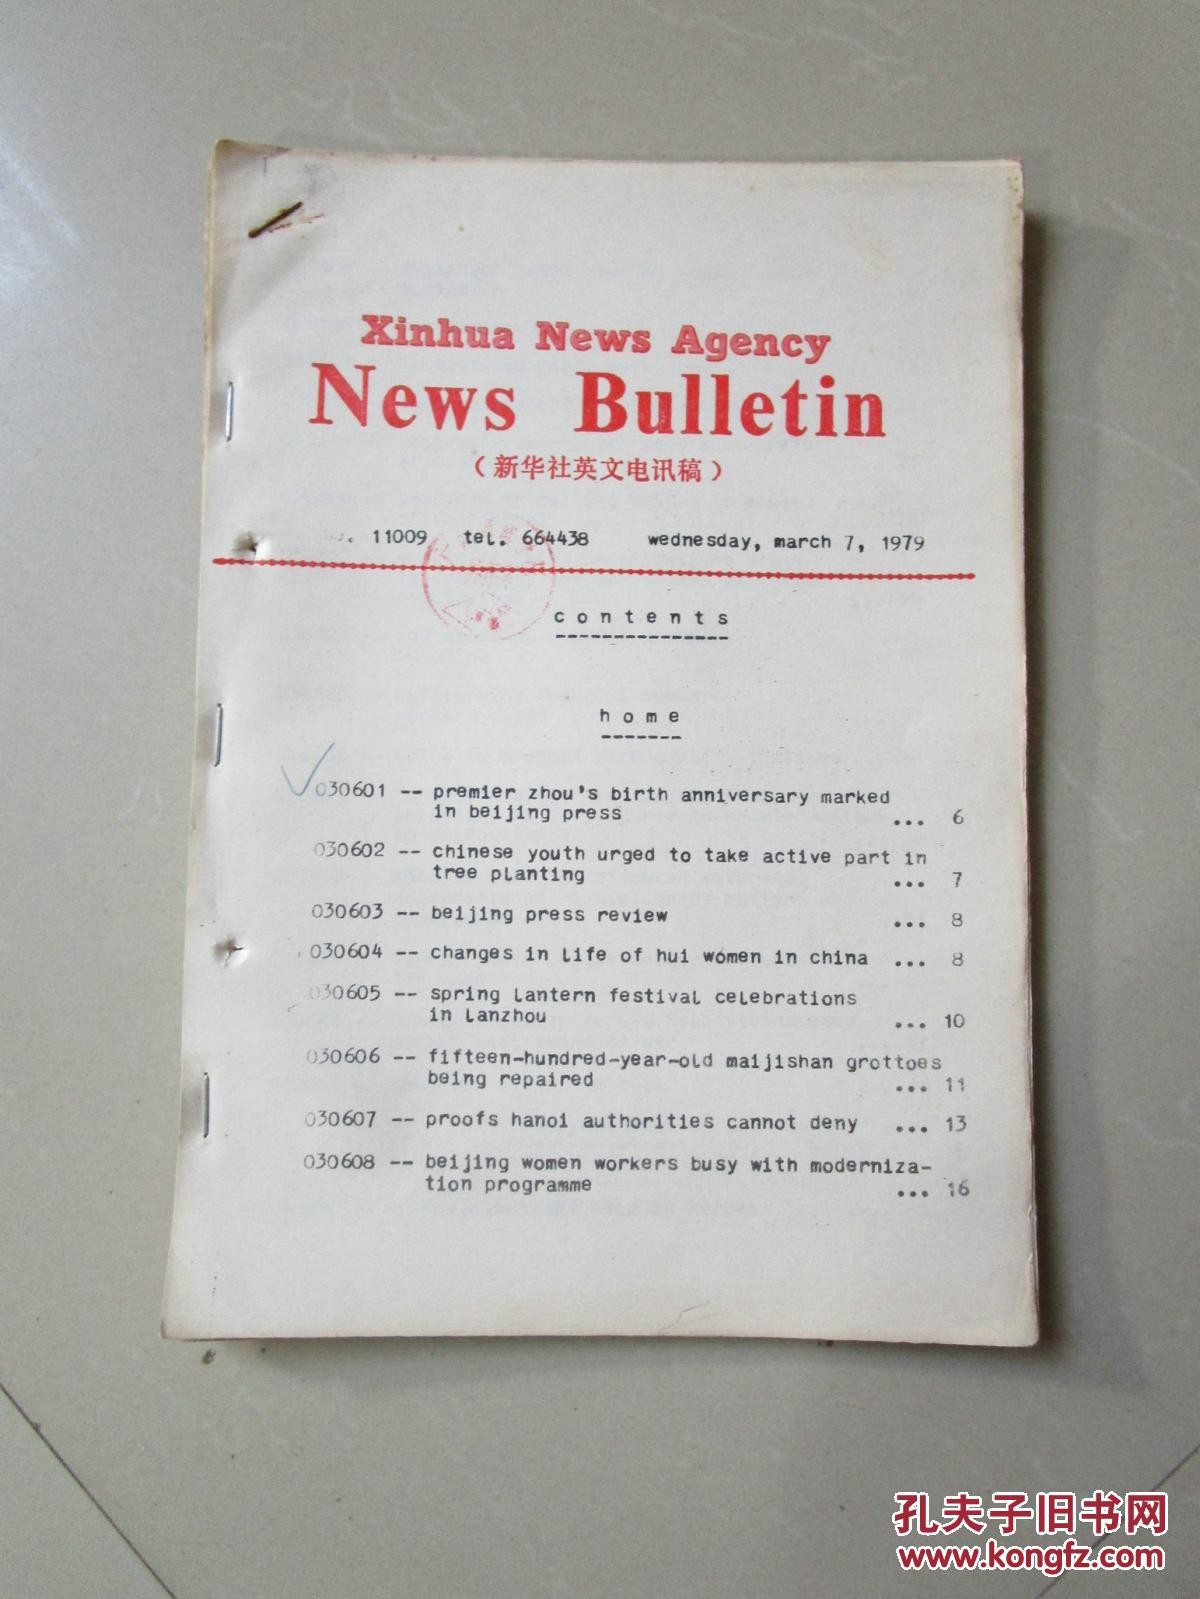 Xinhua News Agency
News Bulletin
（新华社英文电讯稿）
11009 tel. 664438 wednesday, march 7, 1979
contents
home
030601 -- premier zhou's birth anniversary marked
in beijing press ... 6
030602 -- chinese youth urged to take active part in
tree planting ... 7
030603 -- beijing press review ... 8
030604 -- changes in life of hui women in china ... 8
030605 -- spring lantern festival celebrations
in lanzhou ... 10
030606 -- fifteen-hundred-year-old maijishan grottoes
being repaired ... 11
030607 -- proofs hanoi authorities cannot deny ... 13
030608 -- beijing women workers busy with moderniza-
tion programme ... 16
孔夫子旧书网
www.kongfz.com